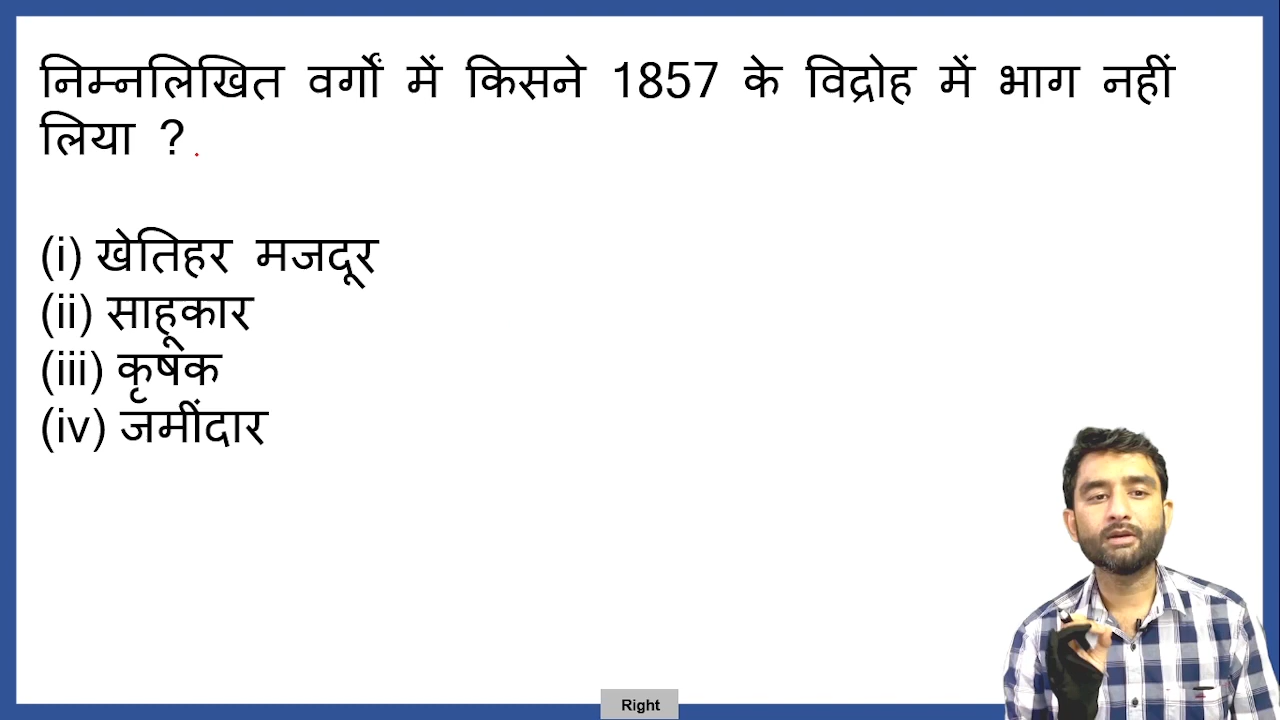 निम्नलिखित वर्गों में किसने 1857 के विद्रोह में भाग नहीं
लिया ?
(i) खेतिहर मजदूर
(ii) साहूकार
(iii) कृषक
(iv) जमींदार
Right